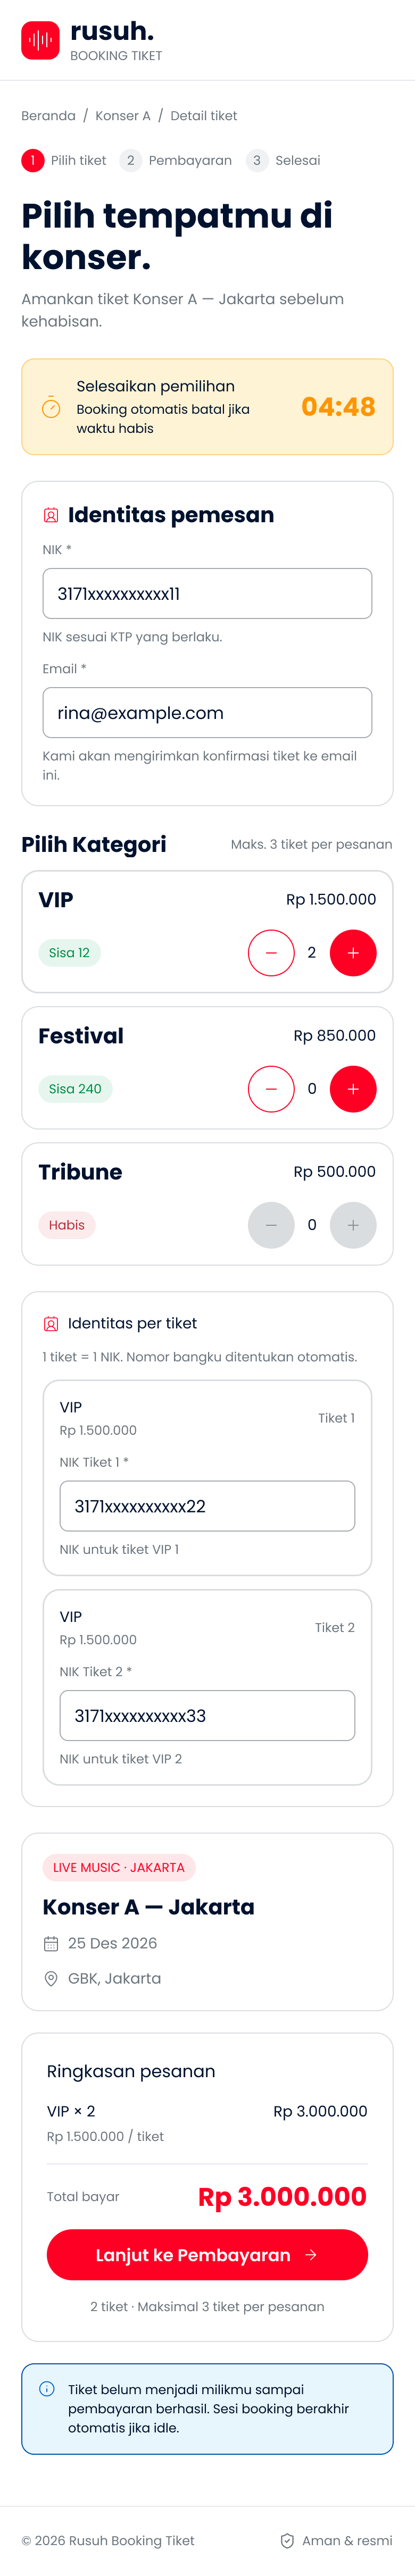 rusuh.
BOOKING TIKET
Beranda / Konser A / Detail tiket
1 Pilih tiket 2 Pembayaran 3 Selesai
Pilih tempatmu di
konser.
Amankan tiket Konser A — Jakarta sebelum
kehabisan.
Selesaikan pemilihan
Booking otomatis batal jika
waktu habis
04:48
Identitas pemesan
NIK *
3171xxxxxxxxxx11
NIK sesuai KTP yang berlaku.
Email *
rina@example.com
Kami akan mengirimkan konfirmasi tiket ke email
ini.
Pilih Kategori Maks. 3 tiket per pesanan
VIP Rp 1.500.000
Sisa 12 − 2 +
Festival Rp 850.000
Sisa 240 − 0 +
Tribune Rp 500.000
Habis − 0 +
Identitas per tiket
1 tiket = 1 NIK. Nomor bangku ditentukan otomatis.
VIP
Rp 1.500.000
Tiket 1
NIK Tiket 1 *
3171xxxxxxxxxx22
NIK untuk tiket VIP 1
VIP
Rp 1.500.000
Tiket 2
NIK Tiket 2 *
3171xxxxxxxxxx33
NIK untuk tiket VIP 2
LIVE MUSIC · JAKARTA
Konser A — Jakarta
25 Des 2026
GBK, Jakarta
Ringkasan pesanan
VIP × 2 Rp 3.000.000
Rp 1.500.000 / tiket
Total bayar Rp 3.000.000
Lanjut ke Pembayaran →
2 tiket · Maksimal 3 tiket per pesanan
Tiket belum menjadi milikmu sampai
pembayaran berhasil. Sesi booking berakhir
otomatis jika idle.
© 2026 Rusuh Booking Tiket Aman & resmi